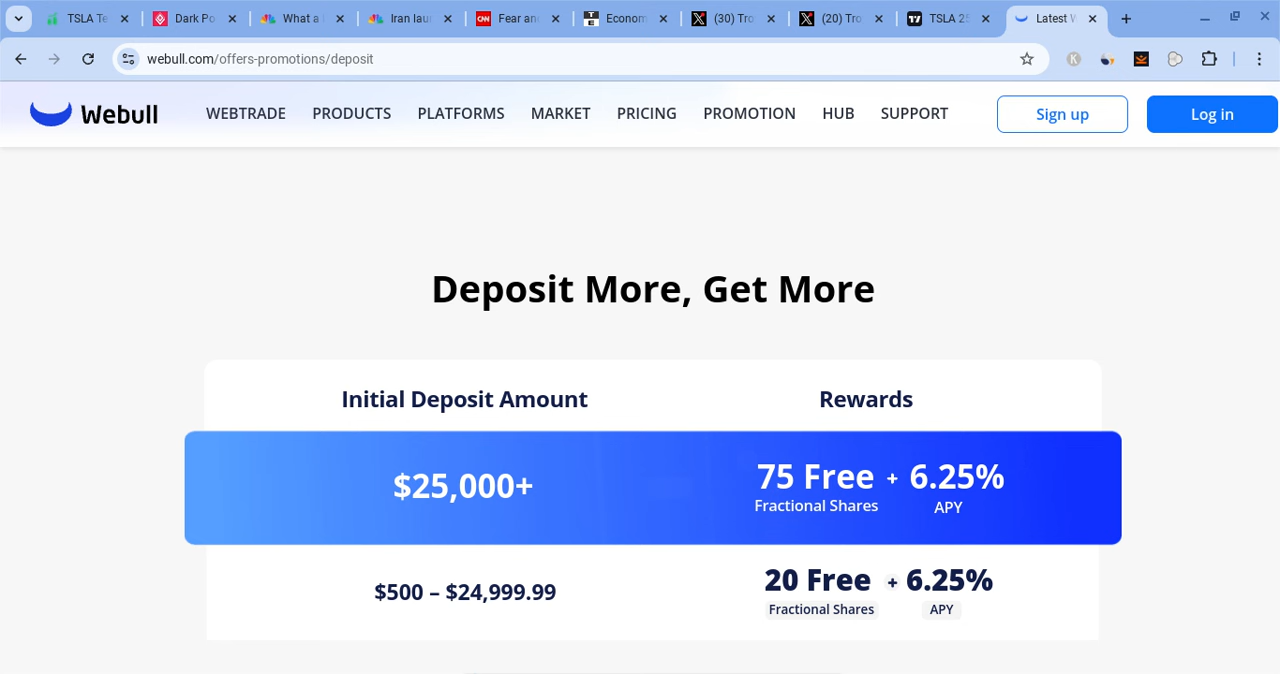 TSLA Te
Dark Po
What a
Iran lau
Fear an
Econom
(30) Tro
(20) Tro
TSLA 25
Latest W
webull.com/offers-promotions/deposit
K
Webull
WEBTRADE
PRODUCTS
PLATFORMS
MARKET
PRICING
PROMOTION
HUB
SUPPORT
Sign up
Log in
Deposit More, Get More
Initial Deposit Amount
Rewards
$25,000+
75 Free + 6.25%
Fractional Shares
APY
$500 – $24,999.99
20 Free + 6.25%
Fractional Shares
APY